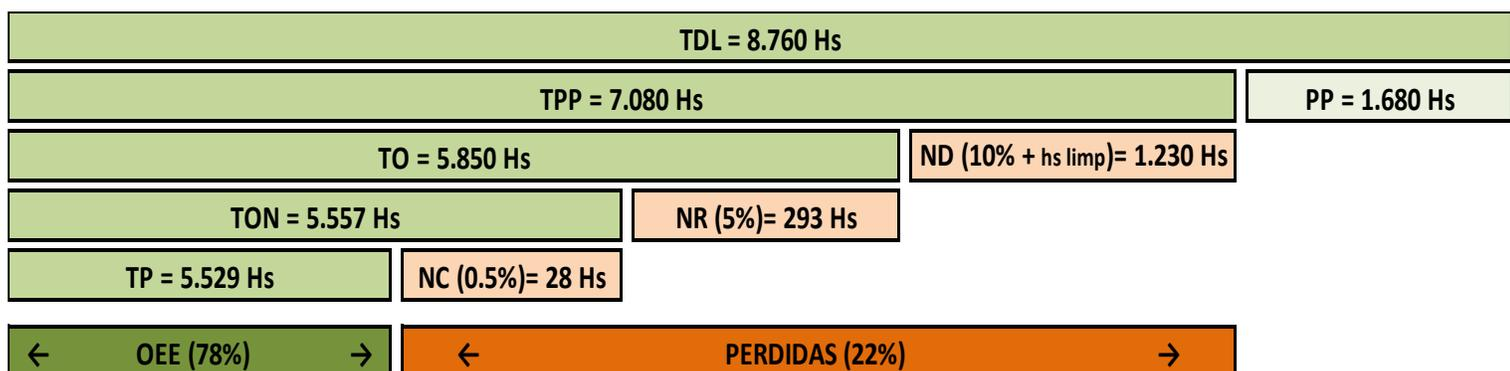 TDL = 8.760 Hs
TPP = 7.080 Hs
PP = 1.680 Hs
TO = 5.850 Hs
ND (10% + hs limp)= 1.230 Hs
TON = 5.557 Hs
NR (5%)= 293 Hs
TP = 5.529 Hs
NC (0.5%)= 28 Hs
← OEE (78%) →
← PERDIDAS (22%) →